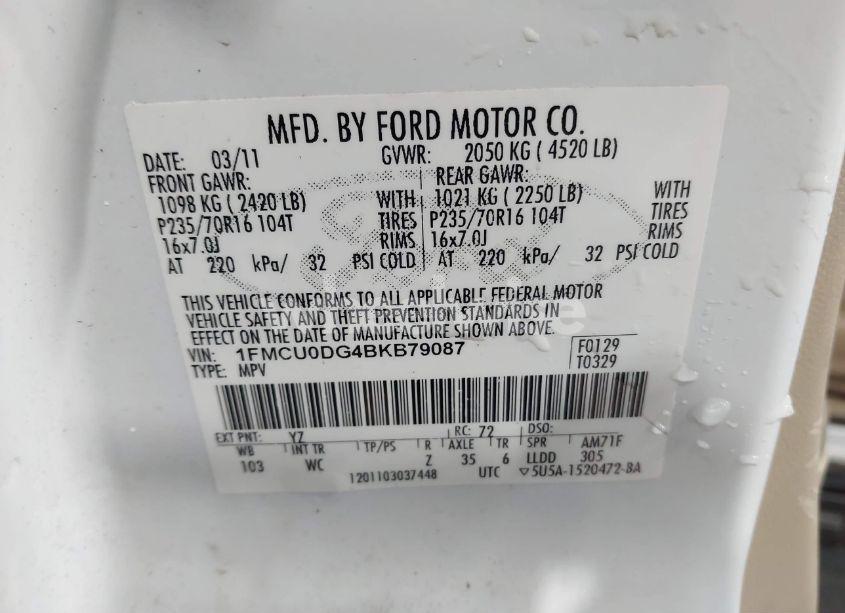 MFD. BY FORD MOTOR CO.
DATE: 03/11 GVWR: 2050 KG ( 4520 LB)
FRONT GAWR: REAR GAWR:
1098 KG ( 2420 LB) WITH 1021 KG ( 2250 LB) WITH
P235/70R16 104T TIRES P235/70R16 104T TIRES
16x7.0J RIMS 16x7.0J RIMS
AT 220 kPa/ 32 PSI COLD AT 220 kPa/ 32 PSI COLD
THIS VEHICLE CONFORMS TO ALL APPLICABLE FEDERAL MOTOR
VEHICLE SAFETY AND THEFT PREVENTION STANDARDS IN
EFFECT ON THE DATE OF MANUFACTURE SHOWN ABOVE.
VIN: 1FMCU0DG4BKB79087 F0129
TYPE: MPV T0329
EXT PNT: YZ RC: 72 DSO:
WB INT TR TP/PS R AXLE TR SPR AM71F
103 WC Z 35 6 LLDD 305
1201103037448 UTC ▽5U5A-1520472-BA